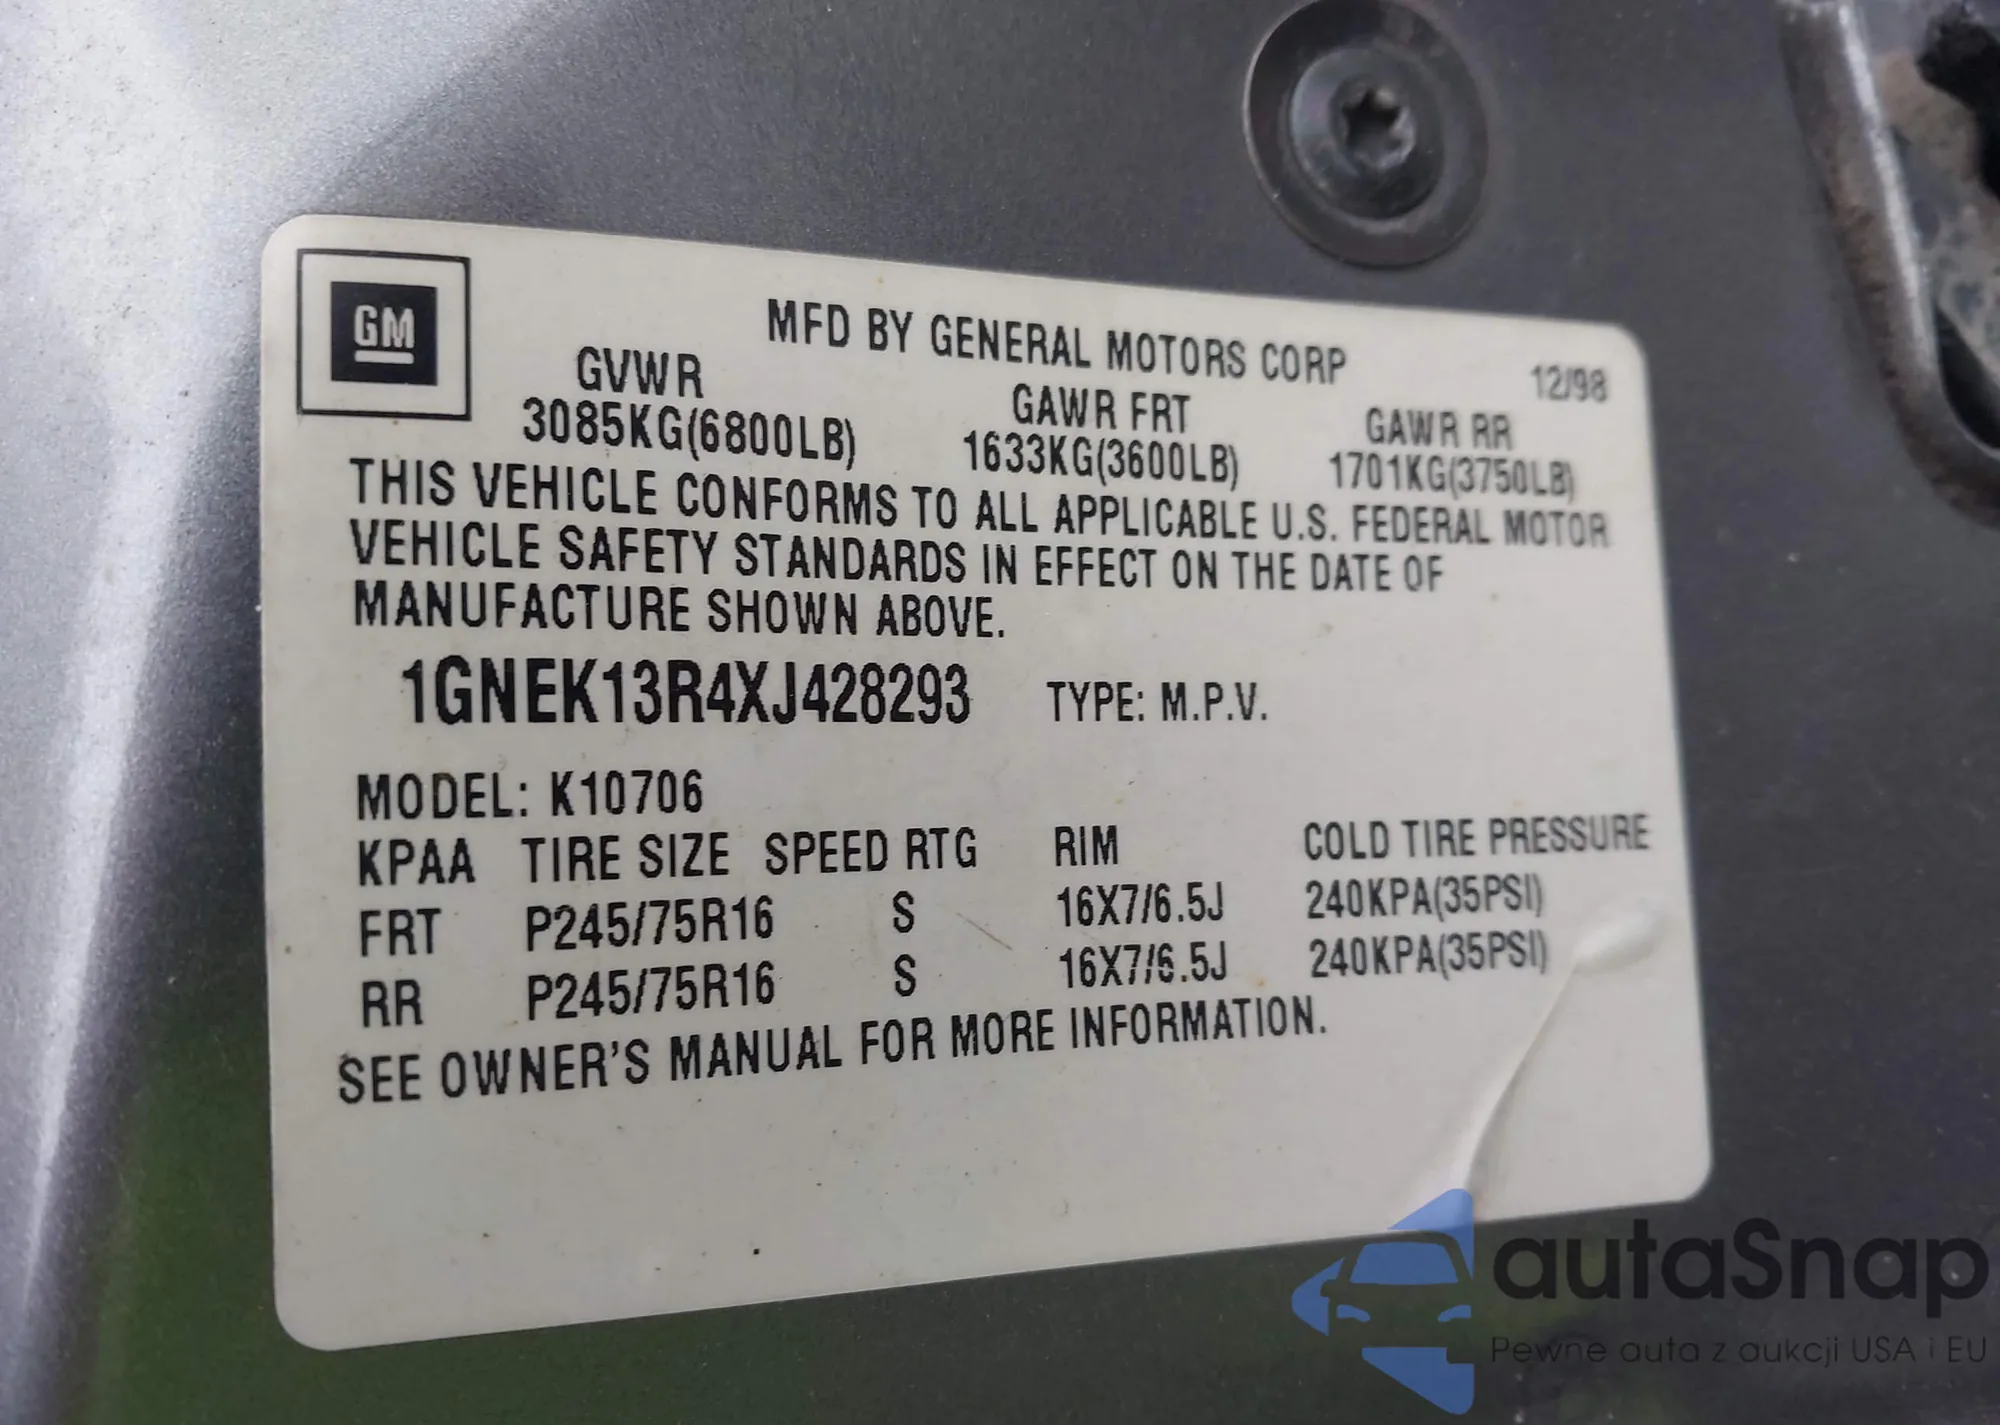 GM
MFD BY GENERAL MOTORS CORP 12/98
GVWR GAWR FRT GAWR RR
3085KG(6800LB) 1633KG(3600LB) 1701KG(3750LB)
THIS VEHICLE CONFORMS TO ALL APPLICABLE U.S. FEDERAL MOTOR
VEHICLE SAFETY STANDARDS IN EFFECT ON THE DATE OF
MANUFACTURE SHOWN ABOVE.
1GNEK13R4XJ428293 TYPE: M.P.V.
MODEL: K10706
KPAA TIRE SIZE SPEED RTG RIM COLD TIRE PRESSURE
FRT P245/75R16 S 16X7/6.5J 240KPA(35PSI)
RR P245/75R16 S 16X7/6.5J 240KPA(35PSI)
SEE OWNER'S MANUAL FOR MORE INFORMATION.
autaSnap
Pewne auta z aukcji USA i EU